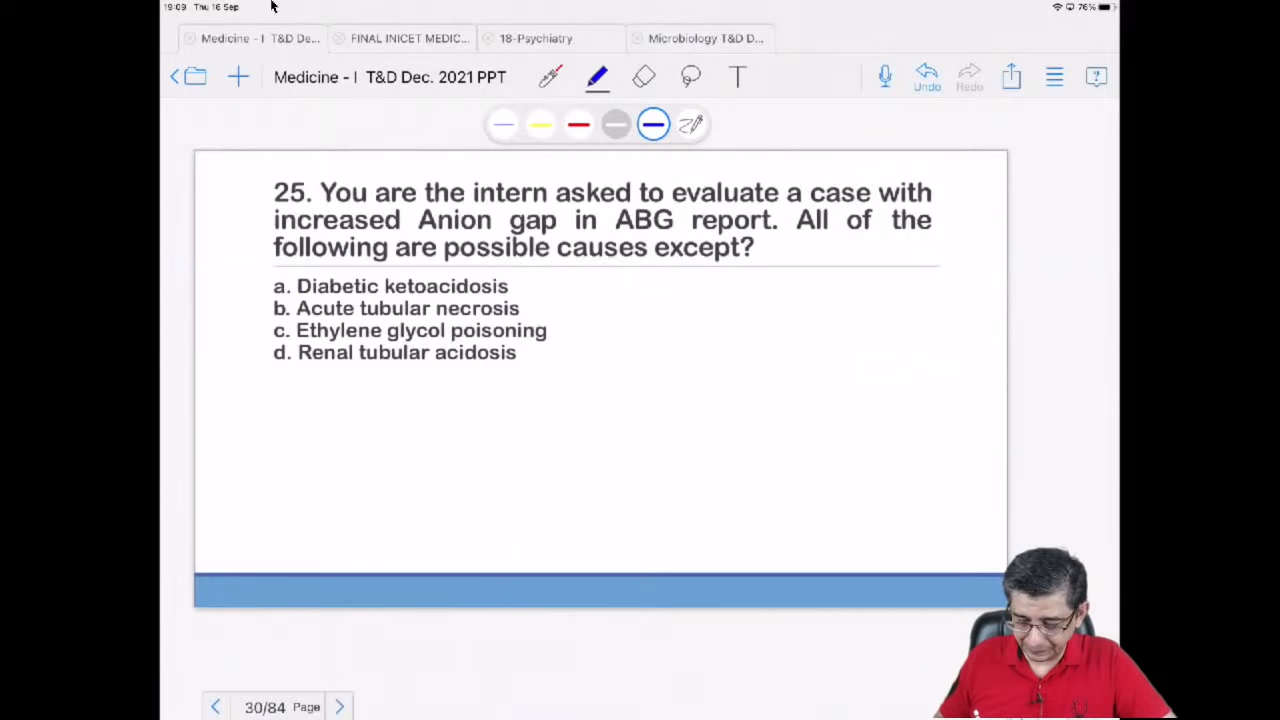 19:09 Thu 16 Sep
76%
Medicine - I T&D De...
FINAL INICET MEDIC...
18-Psychiatry
Microbiology T&D D...
Medicine - I T&D Dec. 2021 PPT
T
Undo
Redo
?
25. You are the intern asked to evaluate a case with
increased Anion gap in ABG report. All of the
following are possible causes except?
a. Diabetic ketoacidosis
b. Acute tubular necrosis
c. Ethylene glycol poisoning
d. Renal tubular acidosis
30/84 Page